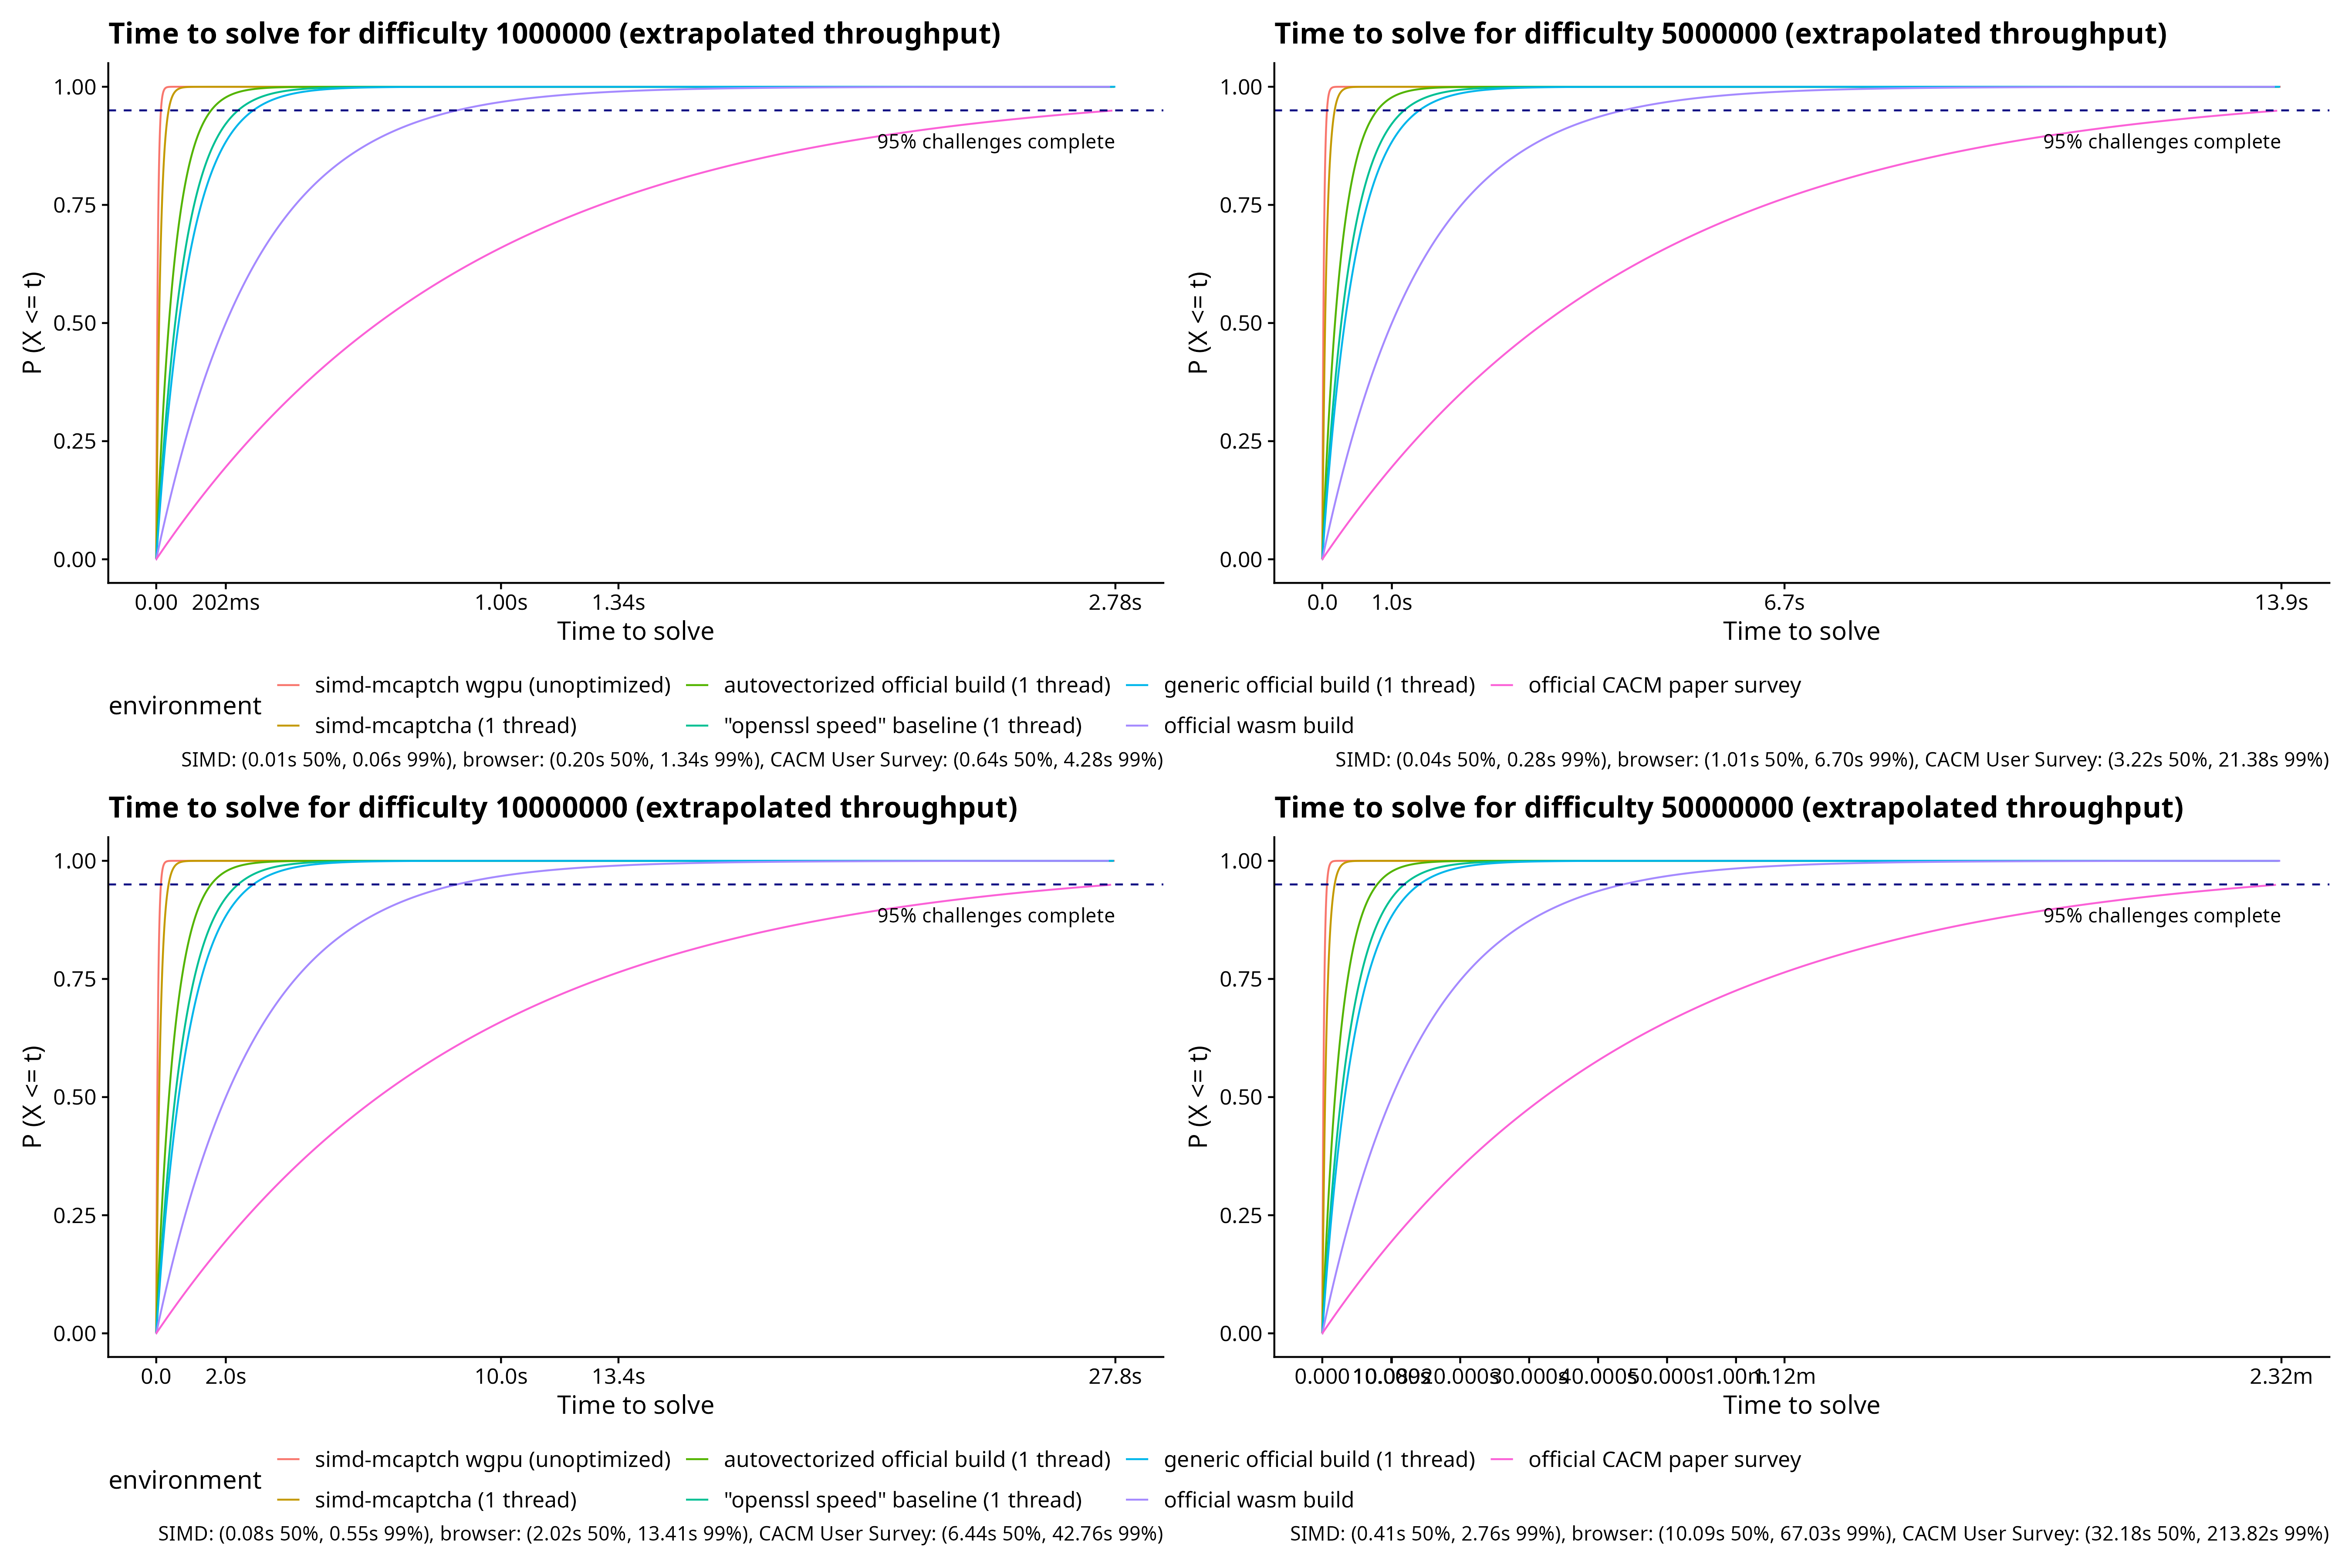 Time to solve for difficulty 1000000 (extrapolated throughput)
1.00
0.75
0.50
0.25
0.00
P (X <= t)
95% challenges complete
0.00 202ms 1.00s 1.34s 2.78s
Time to solve
Time to solve for difficulty 5000000 (extrapolated throughput)
1.00
0.75
0.50
0.25
0.00
P (X <= t)
95% challenges complete
0.0 1.0s 6.7s 13.9s
Time to solve
environment
simd-mcaptch wgpu (unoptimized) autovectorized official build (1 thread) generic official build (1 thread) official CACM paper survey
simd-mcaptcha (1 thread) "openssl speed" baseline (1 thread) official wasm build
SIMD: (0.01s 50%, 0.06s 99%), browser: (0.20s 50%, 1.34s 99%), CACM User Survey: (0.64s 50%, 4.28s 99%)
SIMD: (0.04s 50%, 0.28s 99%), browser: (1.01s 50%, 6.70s 99%), CACM User Survey: (3.22s 50%, 21.38s 99%)
Time to solve for difficulty 10000000 (extrapolated throughput)
1.00
0.75
0.50
0.25
0.00
P (X <= t)
95% challenges complete
0.0 2.0s 10.0s 13.4s 27.8s
Time to solve
Time to solve for difficulty 50000000 (extrapolated throughput)
1.00
0.75
0.50
0.25
0.00
P (X <= t)
95% challenges complete
0.000 20.000s 30.000s 40.000s 50.000s 1.00m 1.12m 2.32m
Time to solve
environment
simd-mcaptch wgpu (unoptimized) autovectorized official build (1 thread) generic official build (1 thread) official CACM paper survey
simd-mcaptcha (1 thread) "openssl speed" baseline (1 thread) official wasm build
SIMD: (0.08s 50%, 0.55s 99%), browser: (2.02s 50%, 13.41s 99%), CACM User Survey: (6.44s 50%, 42.76s 99%)
SIMD: (0.41s 50%, 2.76s 99%), browser: (10.09s 50%, 67.03s 99%), CACM User Survey: (32.18s 50%, 213.82s 99%)